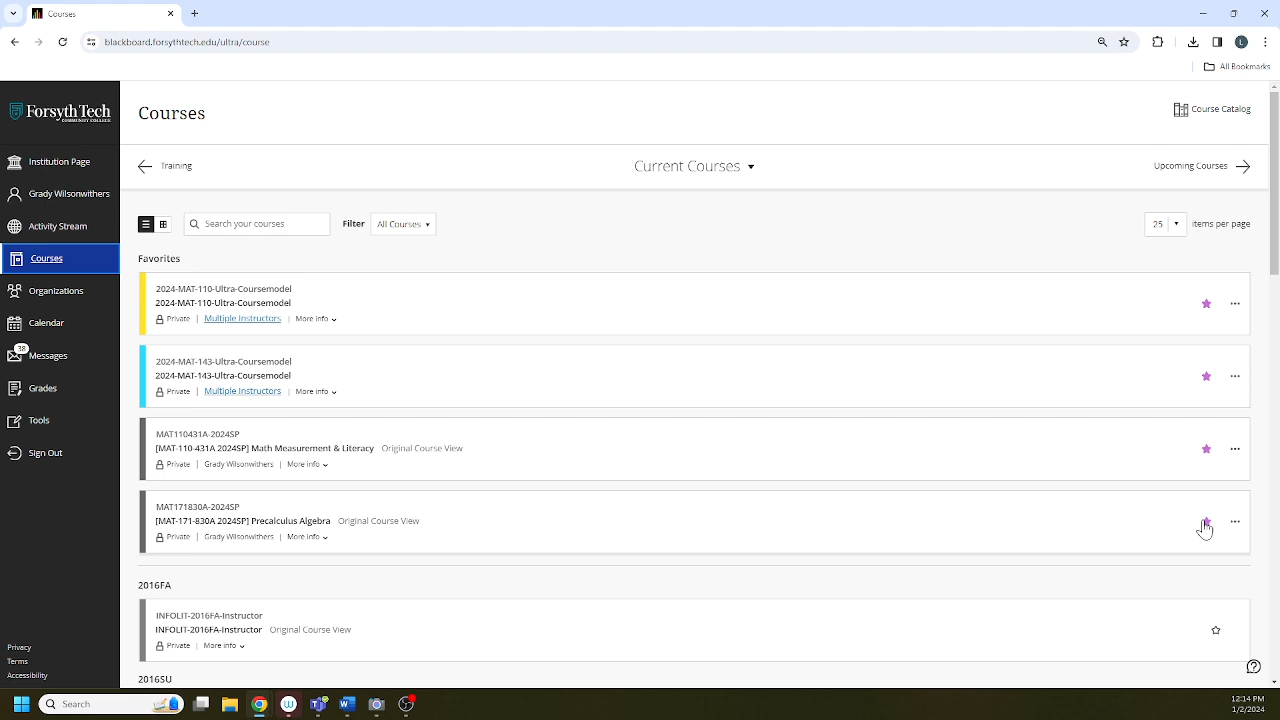 Courses
blackboard.forsythtech.edu/ultra/course
L
All Bookmarks
Forsyth Tech
COMMUNITY COLLEGE
Institution Page
Grady Wilsonwithers
Activity Stream
Courses
Organizations
Calendar
38
Messages
Grades
Tools
Sign Out
Privacy
Terms
Accessibility
Courses
Course Catalog
Training
Current Courses
Upcoming Courses
Search your courses
Filter
All Courses
25
items per page
Favorites
2024-MAT-110-Ultra-Coursemodel
2024-MAT-110-Ultra-Coursemodel
Private | Multiple Instructors | More info
2024-MAT-143-Ultra-Coursemodel
2024-MAT-143-Ultra-Coursemodel
Private | Multiple Instructors | More info
MAT110431A-2024SP
[MAT-110-431A 2024SP] Math Measurement & Literacy Original Course View
Private | Grady Wilsonwithers | More info
MAT171830A-2024SP
[MAT-171-830A 2024SP] Precalculus Algebra Original Course View
Private | Grady Wilsonwithers | More info
2016FA
INFOLIT-2016FA-Instructor
INFOLIT-2016FA-Instructor Original Course View
Private | More info
2016SU
Search
12:14 PM
1/2/2024